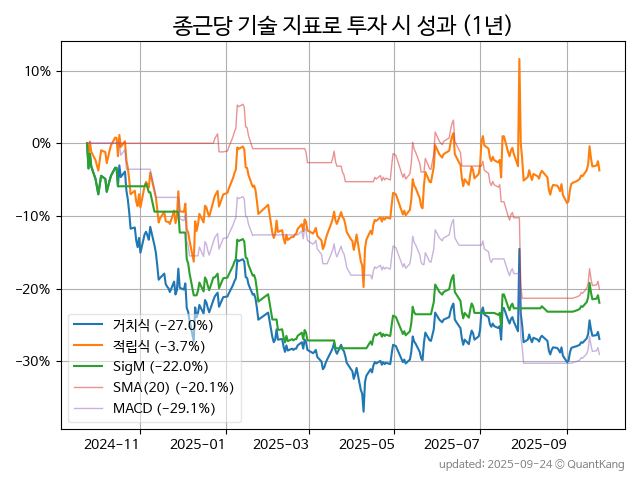 종근당 기술 지표로 투자 시 성과 (1년)
10%
0%
−10%
−20%
−30%
거치식 (−27.0%)
적립식 (−3.7%)
SigM (−22.0%)
SMA(20) (−20.1%)
MACD (−29.1%)
2024−11 2025−01 2025−03 2025−05 2025−07 2025−09
updated: 2025−09−24 ⓒ QuantKang